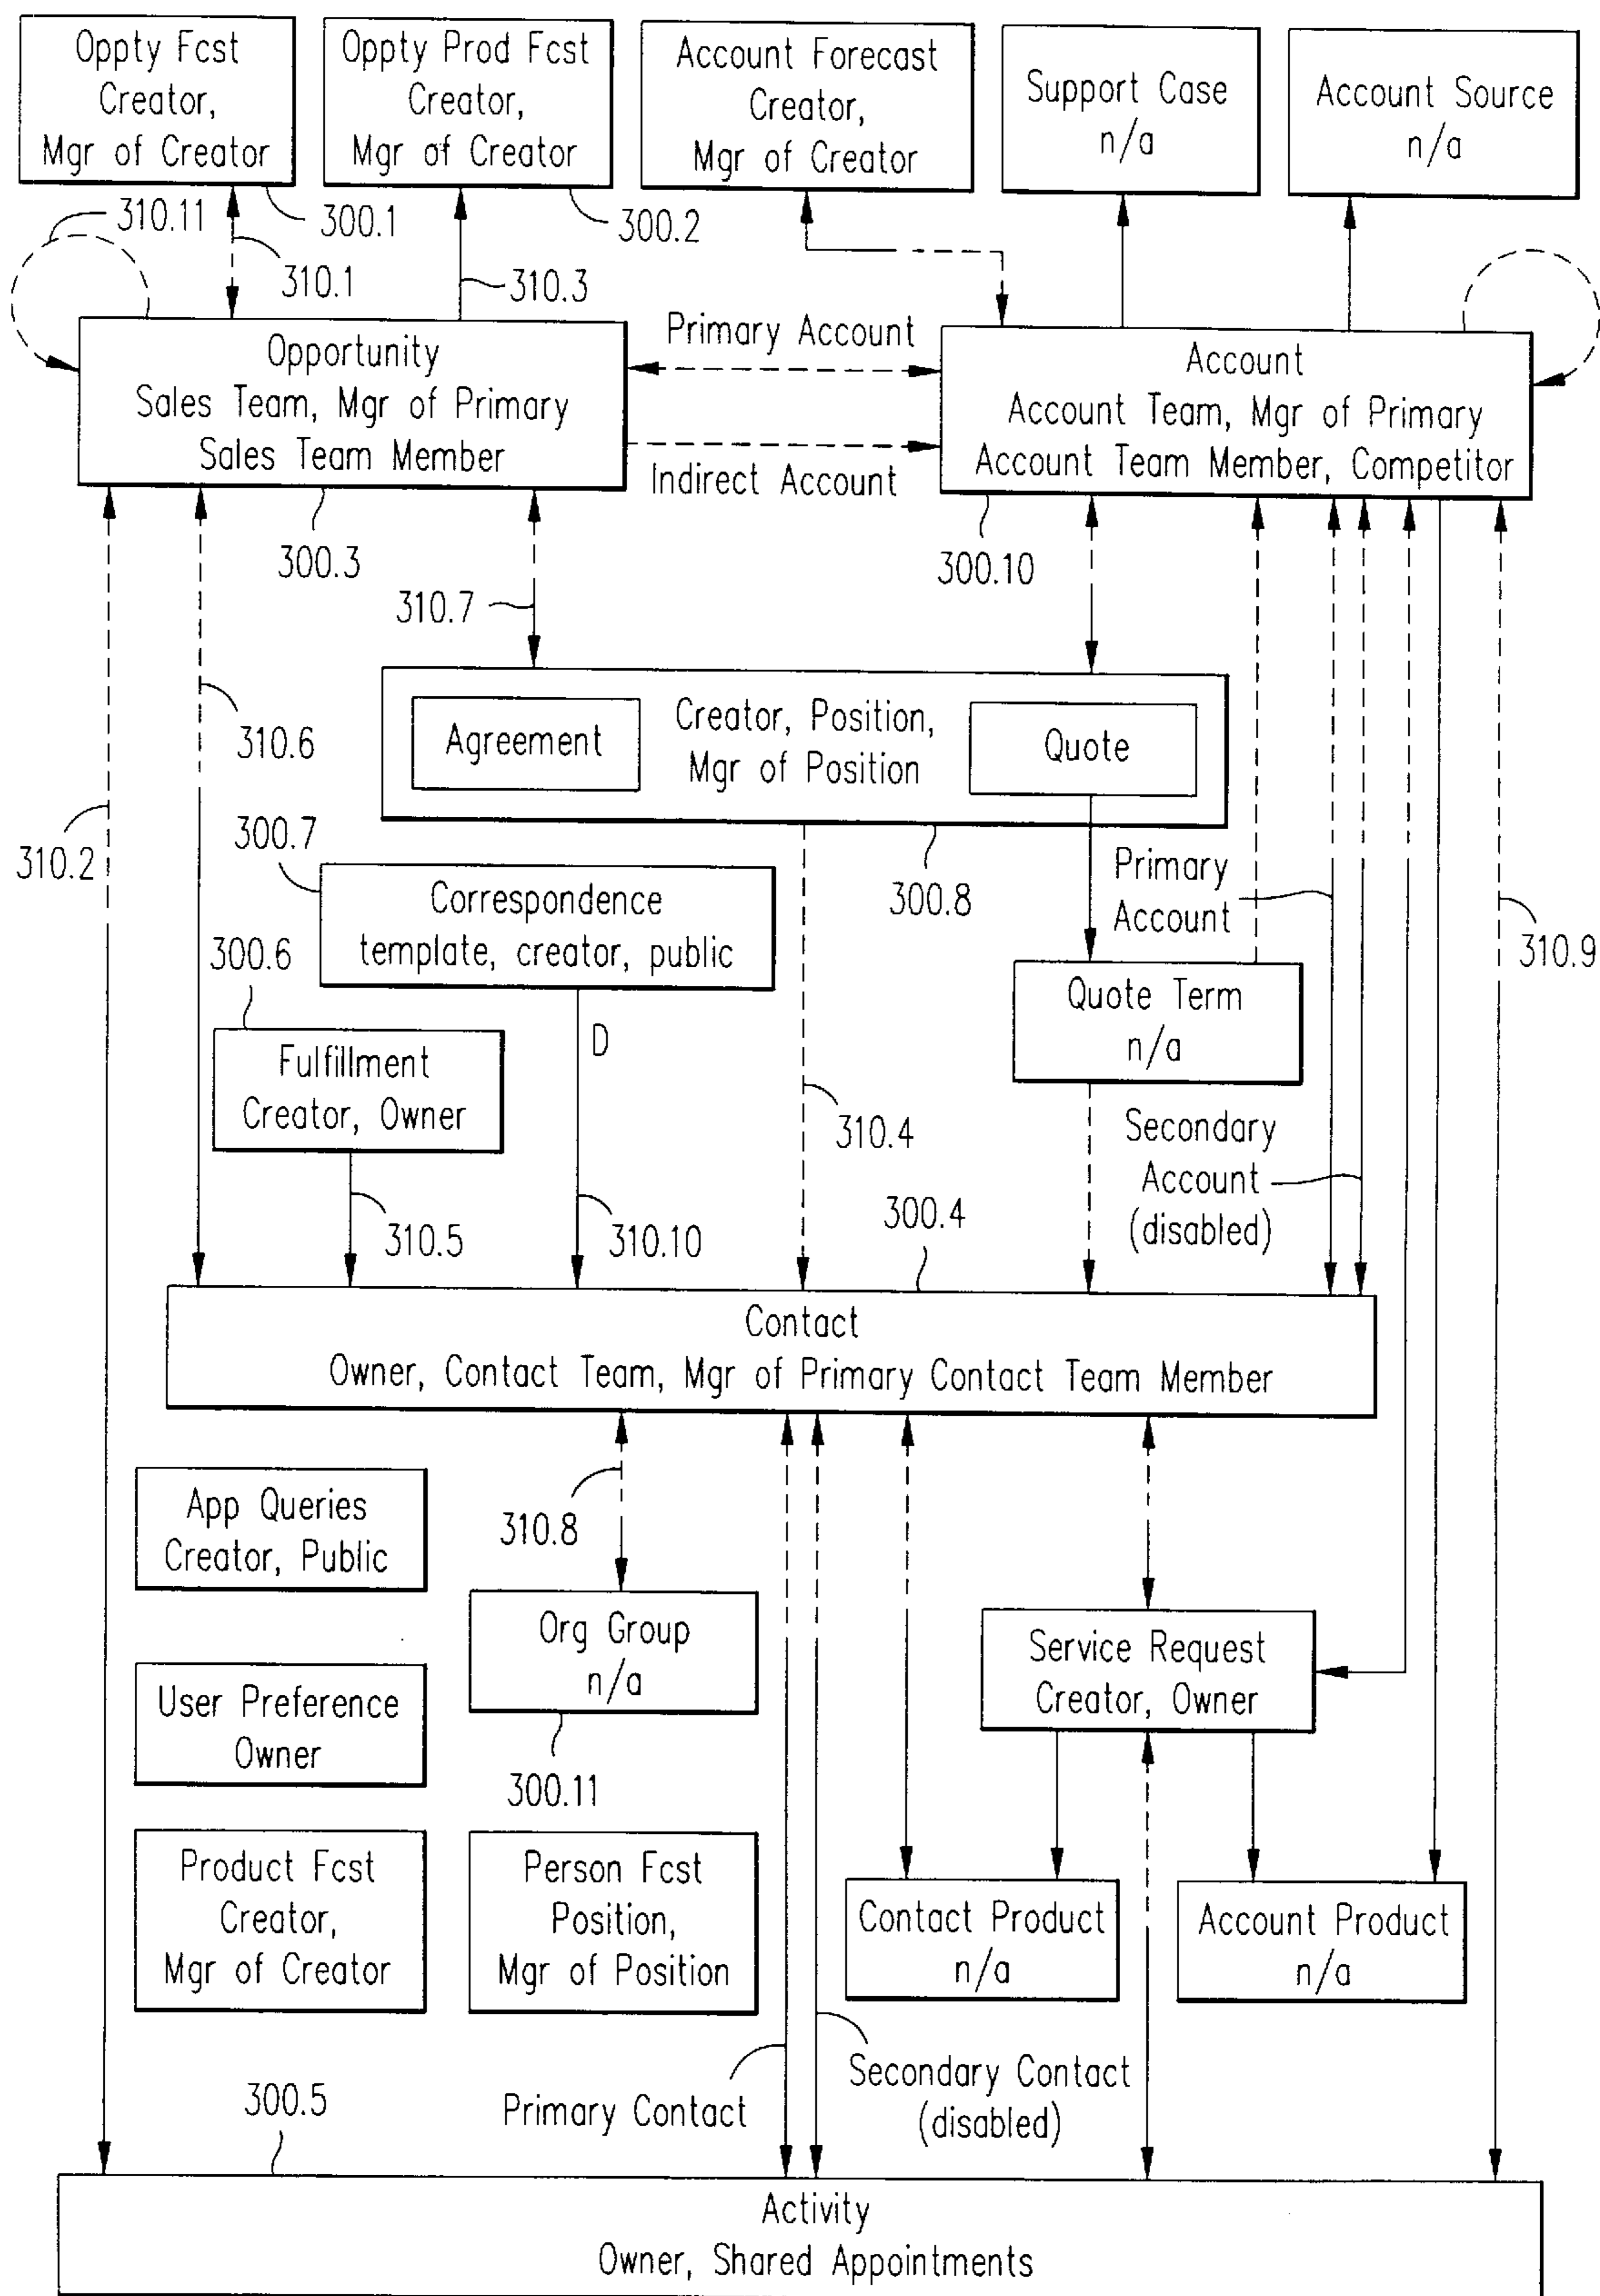 Oppty Fcst
Creator,
Mgr of Creator
Oppty Prod Fcst
Creator,
Mgr of Creator
Account Forecast
Creator,
Mgr of Creator
Support Case
n/a
Account Source
n/a
310.11
300.1
300.2
310.1
310.3
Opportunity
Sales Team, Mgr of Primary
Sales Team Member
Primary Account
Indirect Account
Account
Account Team, Mgr of Primary
Account Team Member, Competitor
300.3
300.10
310.7
310.6
Agreement
Creator, Position,
Mgr of Position
Quote
310.2
300.7
300.8
Primary
Account
Correspondence
template, creator, public
310.9
300.6
Quote Term
n/a
Fulfillment
Creator, Owner
D
310.4
Secondary
Account
(disabled)
310.5
310.10
300.4
Contact
Owner, Contact Team, Mgr of Primary Contact Team Member
App Queries
Creator, Public
310.8
Org Group
n/a
Service Request
Creator, Owner
User Preference
Owner
300.11
Product Fcst
Creator,
Mgr of Creator
Person Fcst
Position,
Mgr of Position
Contact Product
n/a
Account Product
n/a
300.5
Primary Contact
Secondary Contact
(disabled)
Activity
Owner, Shared Appointments